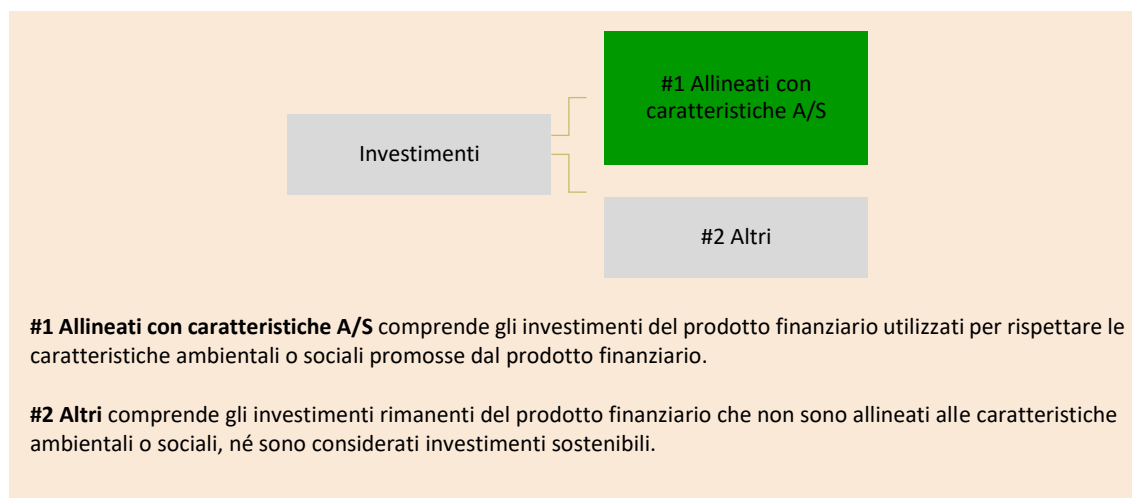 #1 Allineati con
caratteristiche A/S
Investimenti
#2 Altri
#1 Allineati con caratteristiche A/S comprende gli investimenti del prodotto finanziario utilizzati per rispettare le
caratteristiche ambientali o sociali promosse dal prodotto finanziario.
#2 Altri comprende gli investimenti rimanenti del prodotto finanziario che non sono allineati alle caratteristiche
ambientali o sociali, né sono considerati investimenti sostenibili.